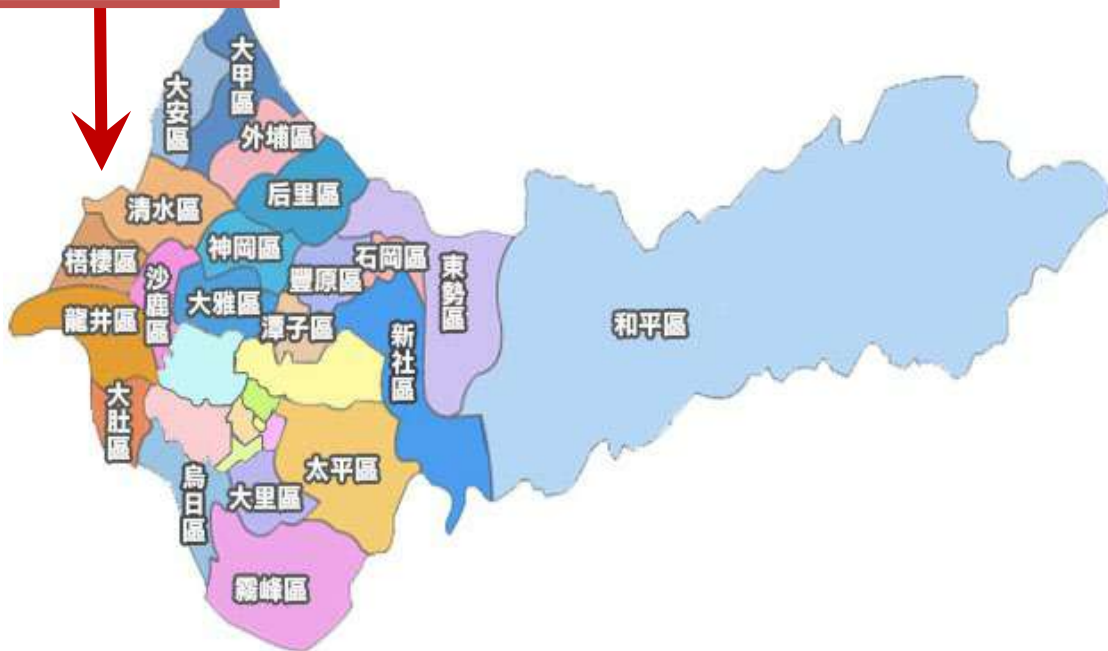 大甲區
大安區
外埔區
后里區
清水區
神岡區
石岡區
東勢區
梧棲區
沙鹿區
豐原區
大雅區
龍井區
潭子區
新社區
和平區
大肚區
太平區
烏日區
大里區
霧峰區